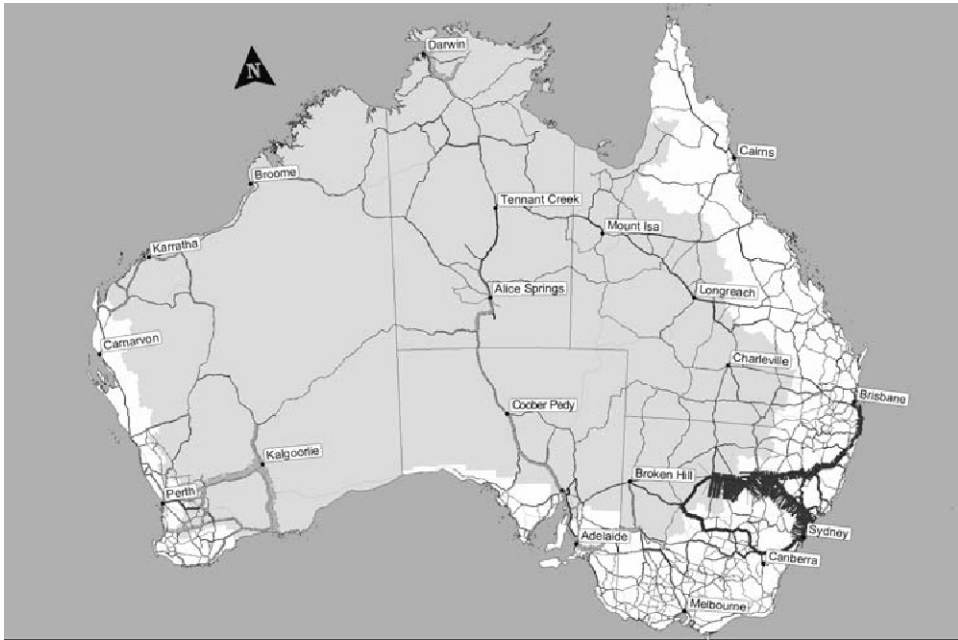 N
Darwin
Cairns
Broome
Tennant Creek
Mount Isa
Karratha
Alice Springs
Longreach
Carnarvon
Charleville
Brisbane
Coober Pedy
Kalgoorlie
Broken Hill
Perth
Sydney
Adelaide
Canberra
Melbourne